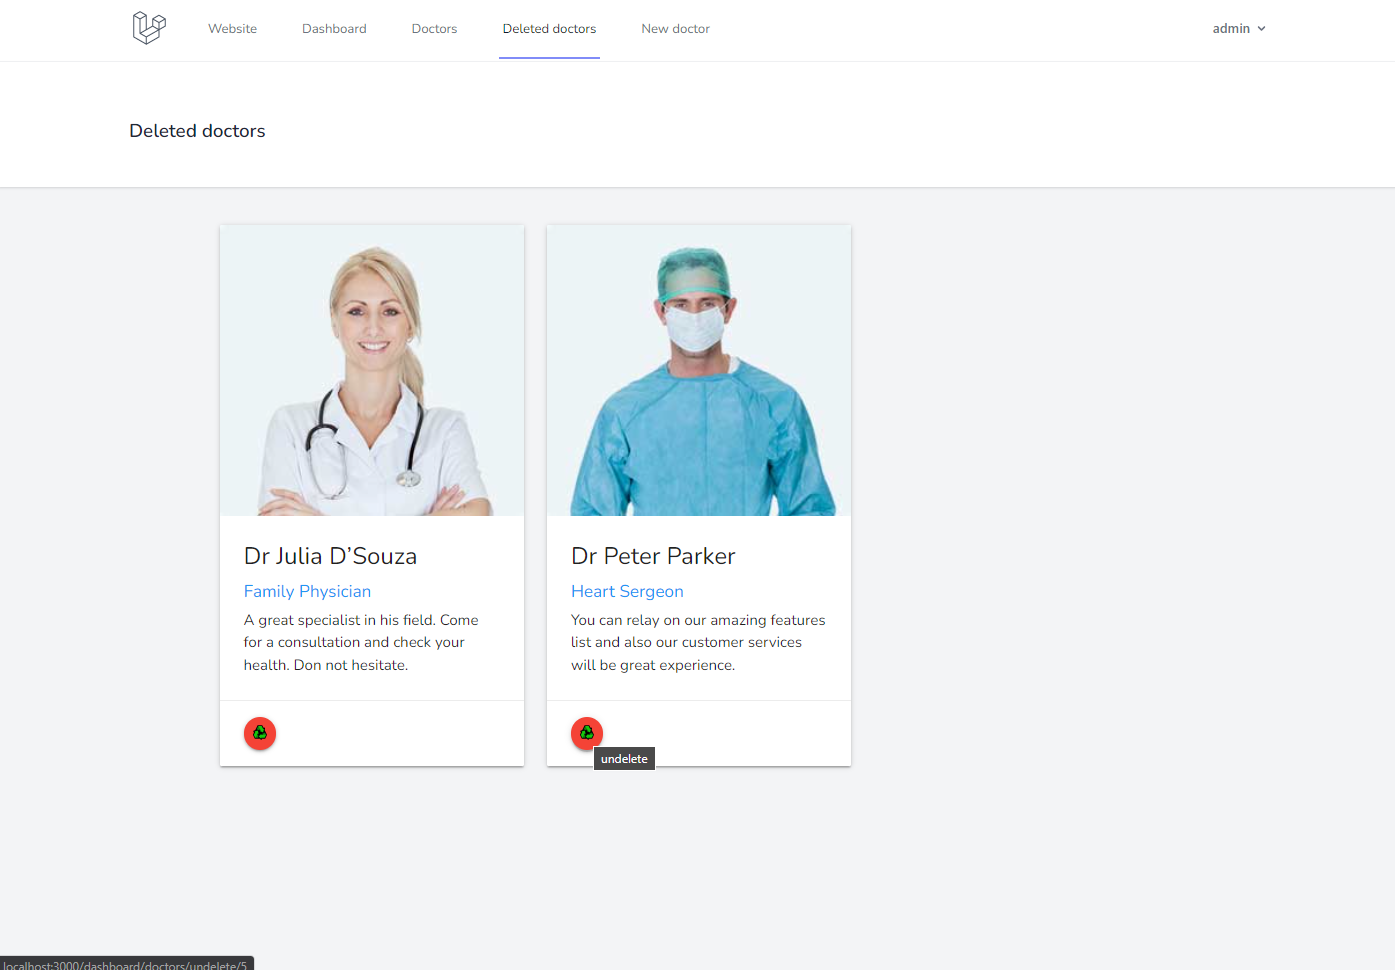 Website Dashboard Doctors Deleted doctors New doctor admin
Deleted doctors
Dr Julia D’Souza
Family Physician
A great specialist in his field. Come
for a consultation and check your
health. Don not hesitate.
Dr Peter Parker
Heart Sergeon
You can relay on our amazing features
list and also our customer services
will be great experience.
undelete
localhost:3000/dashboard/doctors/undelete/5